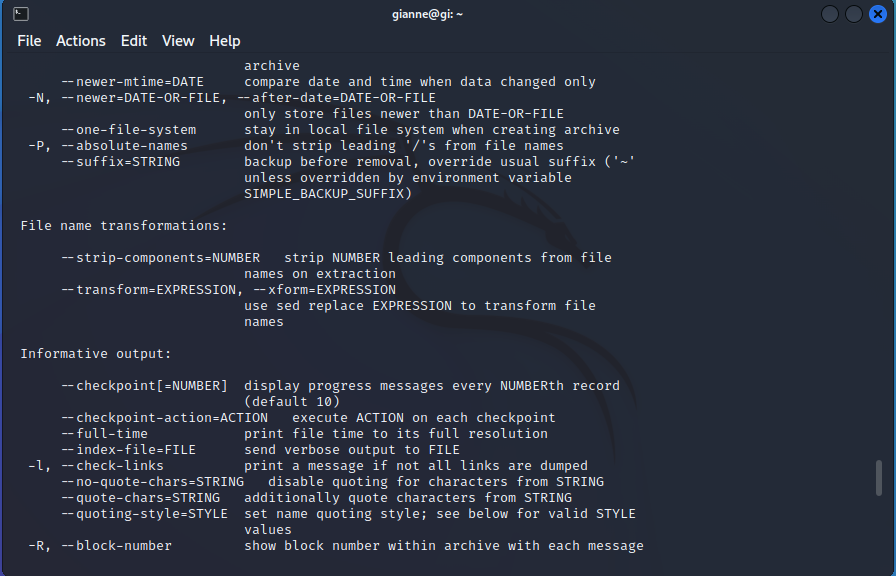 gianne@gi: ~
File Actions Edit View Help
archive
--newer-mtime=DATE compare date and time when data changed only
-N, --newer=DATE-OR-FILE, --after-date=DATE-OR-FILE
only store files newer than DATE-OR-FILE
--one-file-system stay in local file system when creating archive
-P, --absolute-names don't strip leading '/'s from file names
--suffix=STRING backup before removal, override usual suffix ('~'
unless overridden by environment variable
SIMPLE_BACKUP_SUFFIX)
File name transformations:
--strip-components=NUMBER strip NUMBER leading components from file
names on extraction
--transform=EXPRESSION, --xform=EXPRESSION
use sed replace EXPRESSION to transform file
names
Informative output:
--checkpoint[=NUMBER] display progress messages every NUMBERth record
(default 10)
--checkpoint-action=ACTION execute ACTION on each checkpoint
--full-time print file time to its full resolution
--index-file=FILE send verbose output to FILE
-l, --check-links print a message if not all links are dumped
--no-quote-chars=STRING disable quoting for characters from STRING
--quote-chars=STRING additionally quote characters from STRING
--quoting-style=STYLE set name quoting style; see below for valid STYLE
values
-R, --block-number show block number within archive with each message